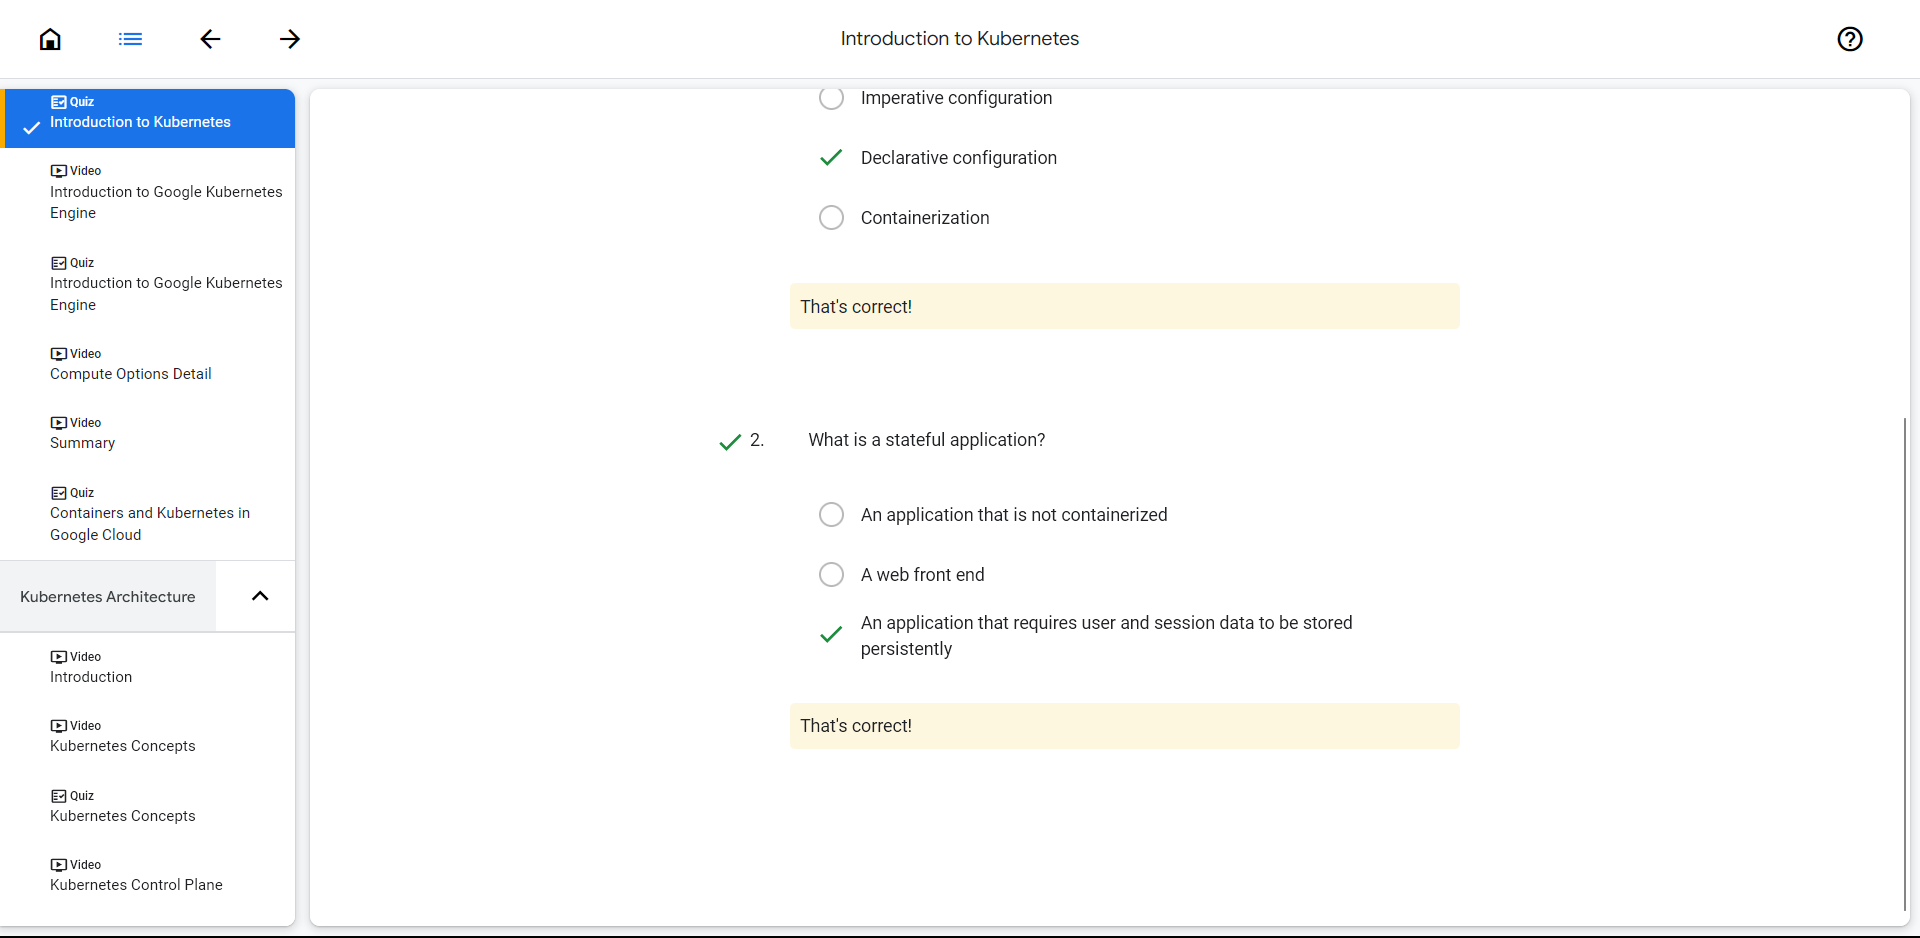 Introduction to Kubernetes
Quiz
Introduction to Kubernetes
Video
Introduction to Google Kubernetes
Engine
Quiz
Introduction to Google Kubernetes
Engine
Video
Compute Options Detail
Video
Summary
Quiz
Containers and Kubernetes in
Google Cloud
Kubernetes Architecture
Video
Introduction
Video
Kubernetes Concepts
Quiz
Kubernetes Concepts
Video
Kubernetes Control Plane
Imperative configuration
Declarative configuration
Containerization
That's correct!
2. What is a stateful application?
An application that is not containerized
A web front end
An application that requires user and session data to be stored
persistently
That's correct!